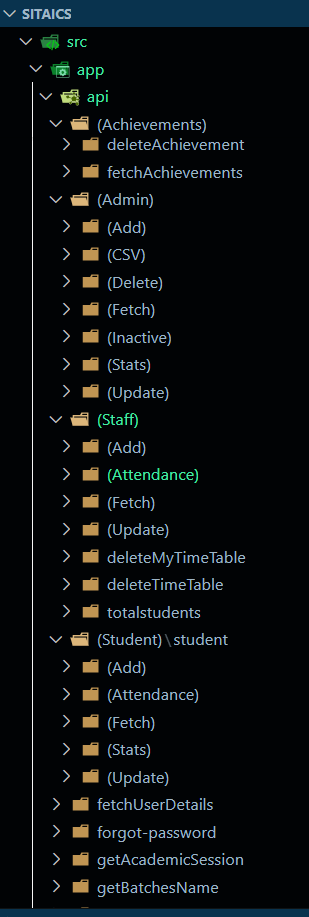 SITAICS
src
app
api
(Achievements)
deleteAchievement
fetchAchievements
(Admin)
(Add)
(CSV)
(Delete)
(Fetch)
(Inactive)
(Stats)
(Update)
(Staff)
(Add)
(Attendance)
(Fetch)
(Update)
deleteMyTimeTable
deleteTimeTable
totalstudents
(Student)\student
(Add)
(Attendance)
(Fetch)
(Stats)
(Update)
fetchUserDetails
forgot-password
getAcademicSession
getBatchesName